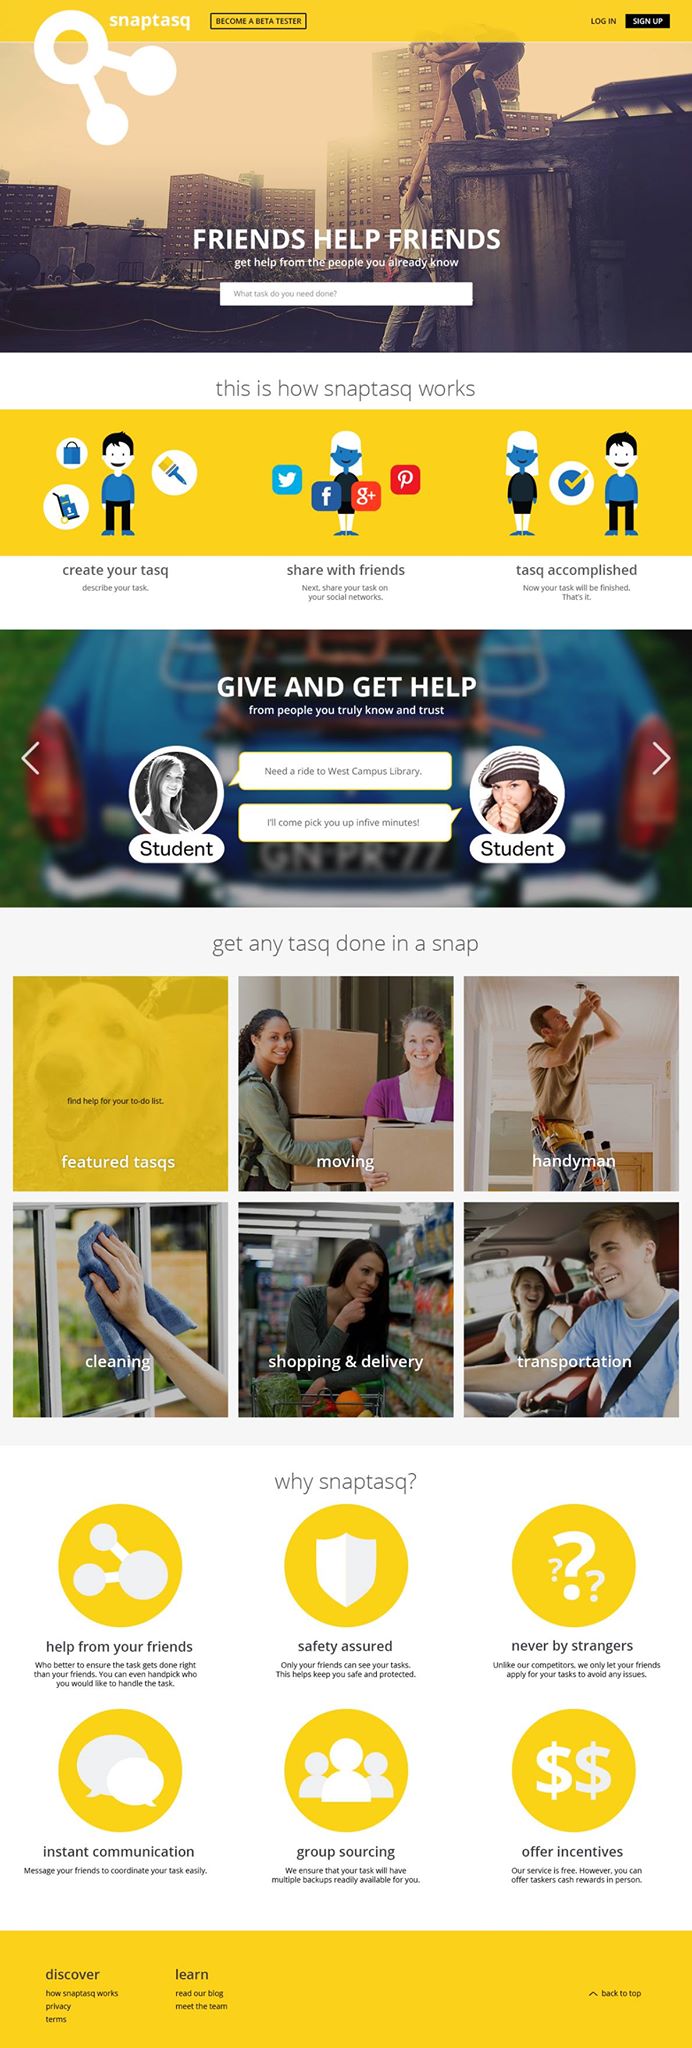 snaptasq
BECOME A BETA TESTER
LOG IN
SIGN UP
FRIENDS HELP FRIENDS
get help from the people you already know
What task do you need done?
this is how snaptasq works
create your tasq
describe your task.
share with friends
Next, share your task on
your social networks.
tasq accomplished
Now your task will be finished.
That's it.
GIVE AND GET HELP
from people you truly know and trust
Need a ride to West Campus Library.
I'll come pick you up infive minutes!
Student
Student
GN-PR-77
get any tasq done in a snap
find help for your to-do list.
featured tasqs
moving
handyman
cleaning
shopping & delivery
transportation
why snaptasq?
help from your friends
Who better to ensure the task gets done right
than your friends. You can even handpick who
you would like to handle the task.
safety assured
Only your friends can see your tasks.
This helps keep you safe and protected.
never by strangers
Unlike our competitors, we only let your friends
apply for your tasks to avoid any issues.
instant communication
Message your friends to coordinate your task easily.
group sourcing
We ensure that your task will have
multiple backups readily available for you.
$$
offer incentives
Our service is free. However, you can
offer taskers cash rewards in person.
discover
how snaptasq works
privacy
terms
learn
read our blog
meet the team
back to top